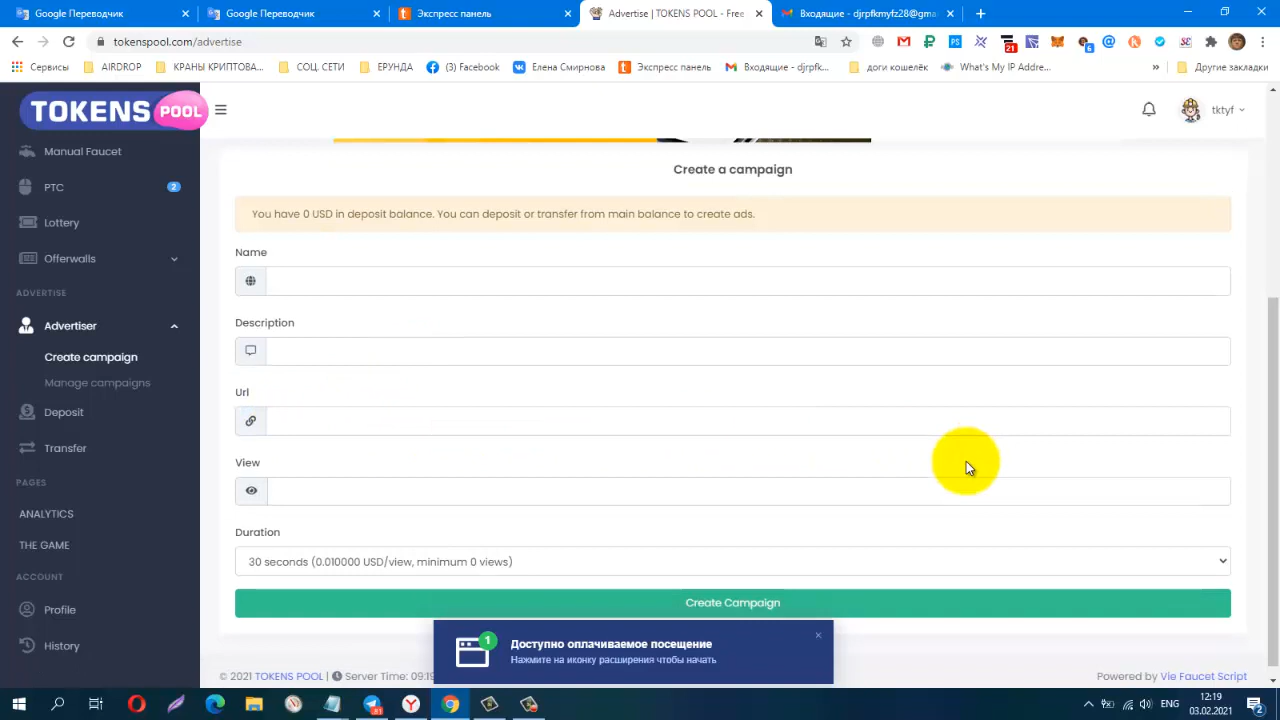 Google Переводчик
Google Переводчик
Экспресс панель
Advertise | TOKENS POOL - Free
Входящие - djrpfkmyfz28@gma
tokenspool.com/advertise
21
6
Сервисы
AIRDROP
КРАНЫ КРИПТОВА...
СОЦ СЕТИ
ЕРУНДА
(3) Facebook
Елена Смирнова
Экспресс панель
Входящие - djrpfk...
доги кошелёк
What's My IP Addre...
»
Другие закладки
TOKENS POOL
tktyf
Manual Faucet
PTC
2
Lottery
Offerwalls
ADVERTISE
Advertiser
Create campaign
Manage campaigns
Deposit
Transfer
PAGES
ANALYTICS
THE GAME
ACCOUNT
Profile
History
Create a campaign
You have 0 USD in deposit balance. You can deposit or transfer from main balance to create ads.
Name
Description
Url
View
Duration
30 seconds (0.010000 USD/view, minimum 0 views)
Create Campaign
1
Доступно оплачиваемое посещение
Нажмите на иконку расширения чтобы начать
© 2021 TOKENS POOL | Server Time: 09:19
Powered by Vie Faucet Script
ENG
12:19
03.02.2021
2